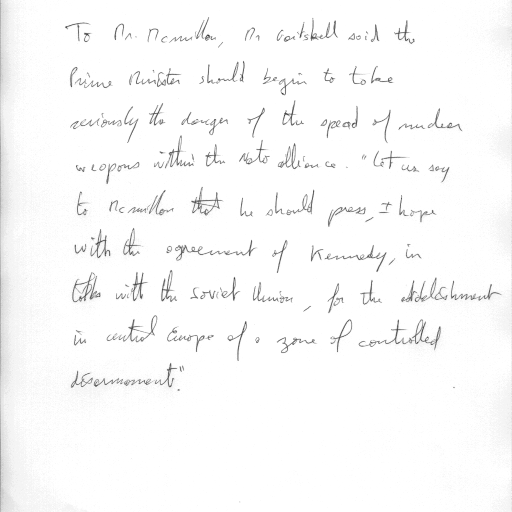 To Mr. Mcmillan, Mr Gaitskell said the
Prime Minister should begin to take
seriously the danger of the spead of nuclear
weapons within the Nato alliance. "Let us say
to Mcmillan that he should press, I hope
with the agreement of Kennedy, in
talks with the Soviet Union, for the establishment
in central Europe of a zone of controlled
disarmament."